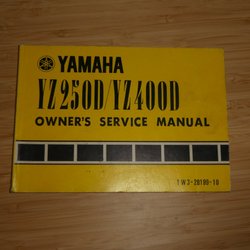 YAMAHA
YZ250D/YZ400D
OWNER'S SERVICE MANUAL
1W3-28199-10